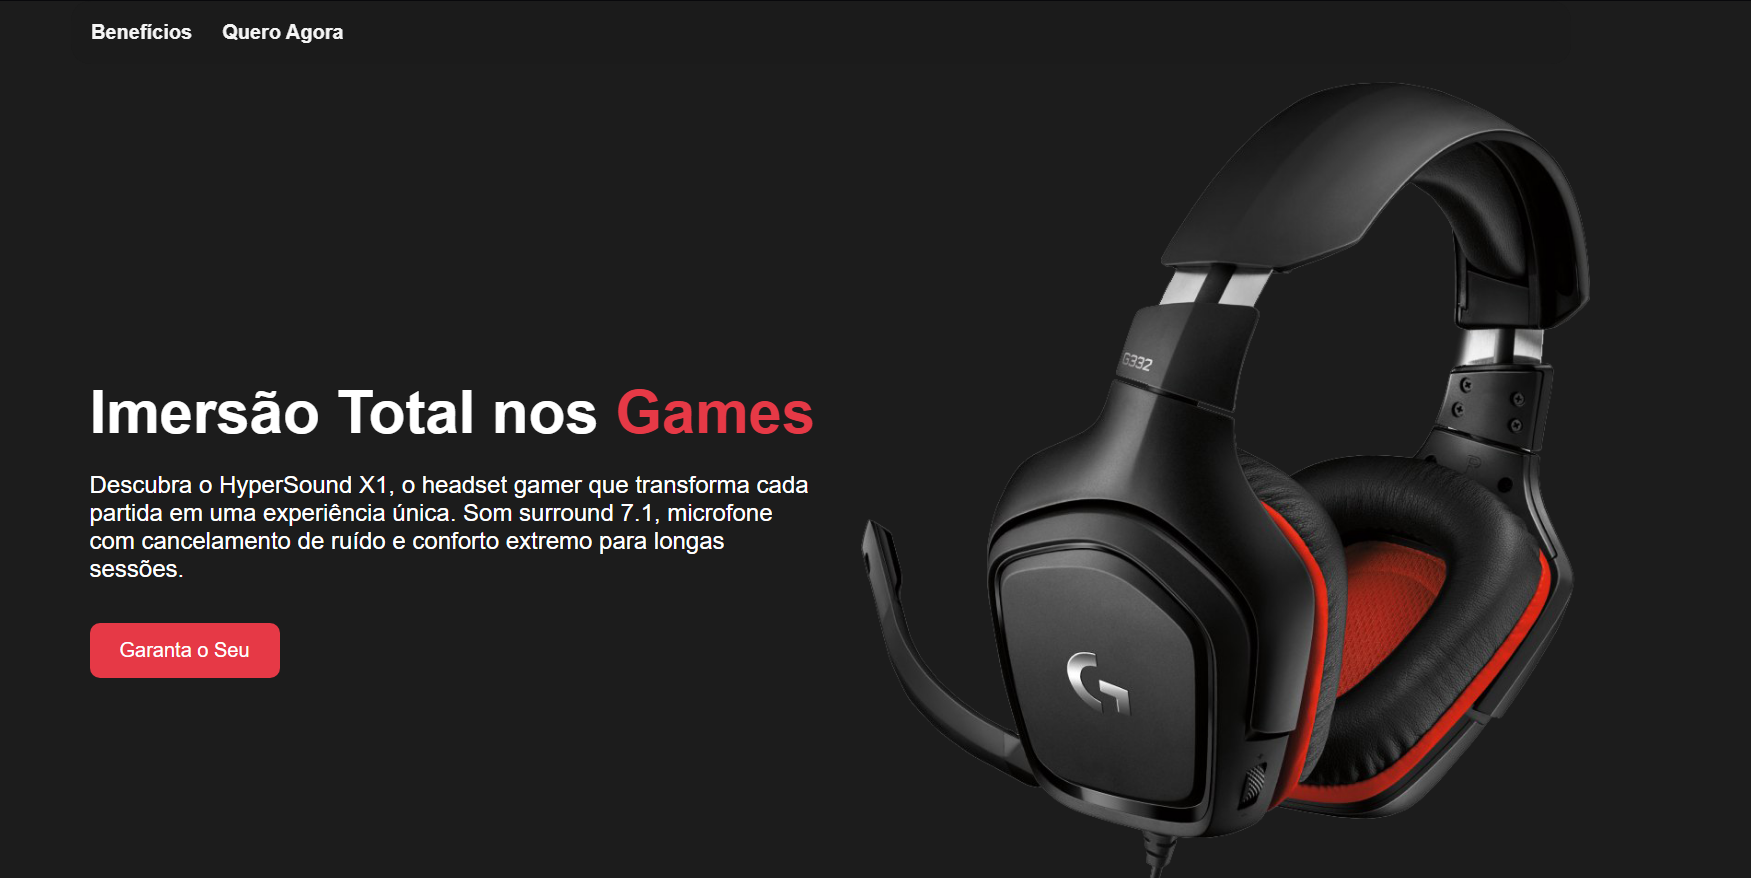 Benefícios Quero Agora
G332
Imersão Total nos Games
Descubra o HyperSound X1, o headset gamer que transforma cada
partida em uma experiência única. Som surround 7.1, microfone
com cancelamento de ruído e conforto extremo para longas
sessões.
Garanta o Seu